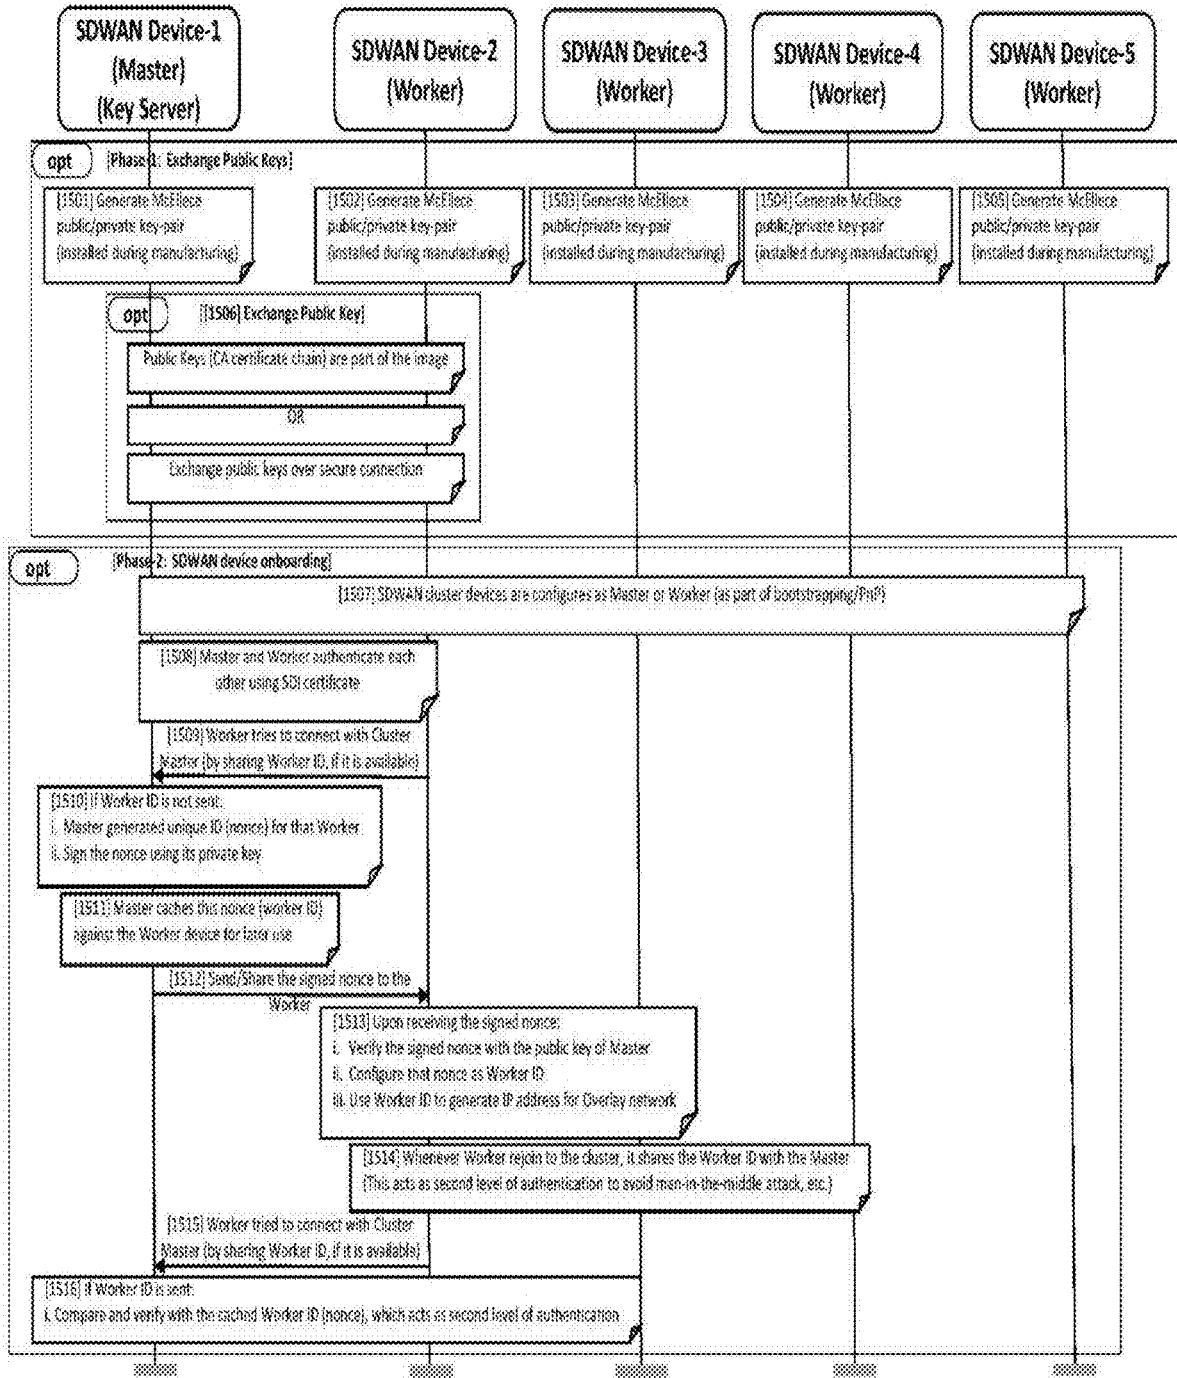 SDWAN Device-1
(Master)
(Key Server)
SDWAN Device-2
(Worker)
SDWAN Device-3
(Worker)
SDWAN Device-4
(Worker)
SDWAN Device-5
(Worker)
opt
[Phase-1: Exchange Public Keys]
[1501] Generate McEliece
public/private key-pair
(installed during manufacturing)
[1502] Generate McEliece
public/private key-pair
(installed during manufacturing)
[1503] Generate McEliece
public/private key-pair
(installed during manufacturing)
[1504] Generate McEliece
public/private key-pair
(installed during manufacturing)
[1505] Generate McEliece
public/private key-pair
(installed during manufacturing)
opt
[[1506] Exchange Public Key]
Public Keys (CA certificate chain) are part of the image
OR
Exchange public keys over secure connection
opt
[Phase-2: SDWAN device onboarding]
[1507] SDWAN cluster devices are configures as Master or Worker (as part of bootstrapping/PnP)
[1508] Master and Worker authenticate each
other using SDI certificate
[1509] Worker tries to connect with Cluster
Master (by sharing Worker ID, if it is available)
[1510] If Worker ID is not sent:
i. Master generated unique ID (nonce) for that Worker
ii. Sign the nonce using its private key
[1511] Master caches this nonce (worker ID)
against the Worker device for later use
[1512] Send/Share the signed nonce to the
Worker
[1513] Upon receiving the signed nonce:
i. Verify the signed nonce with the public key of Master
ii. Configure that nonce as Worker ID
iii. Use Worker ID to generate IP address for Overlay network
[1514] Whenever Worker rejoin to the cluster, it shares the Worker ID with the Master
(This acts as second level of authentication to avoid man-in-the-middle attack, etc.)
[1515] Worker tried to connect with Cluster
Master (by sharing Worker ID, if it is available)
[1516] If Worker ID is sent:
i. Compare and verify with the cached Worker ID (nonce), which acts as second level of authentication